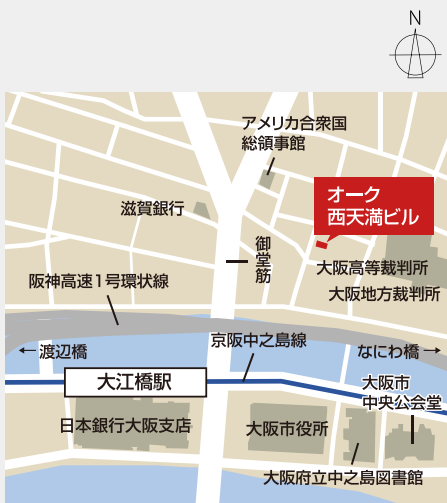 N
アメリカ合衆国
総領事館
オーク
西天満ビル
滋賀銀行
御堂筋
大阪高等裁判所
大阪地方裁判所
阪神高速1号環状線
京阪中之島線
←渡辺橋
なにわ橋→
大江橋駅
大阪市
中央公会堂
日本銀行大阪支店
大阪市役所
大阪府立中之島図書館